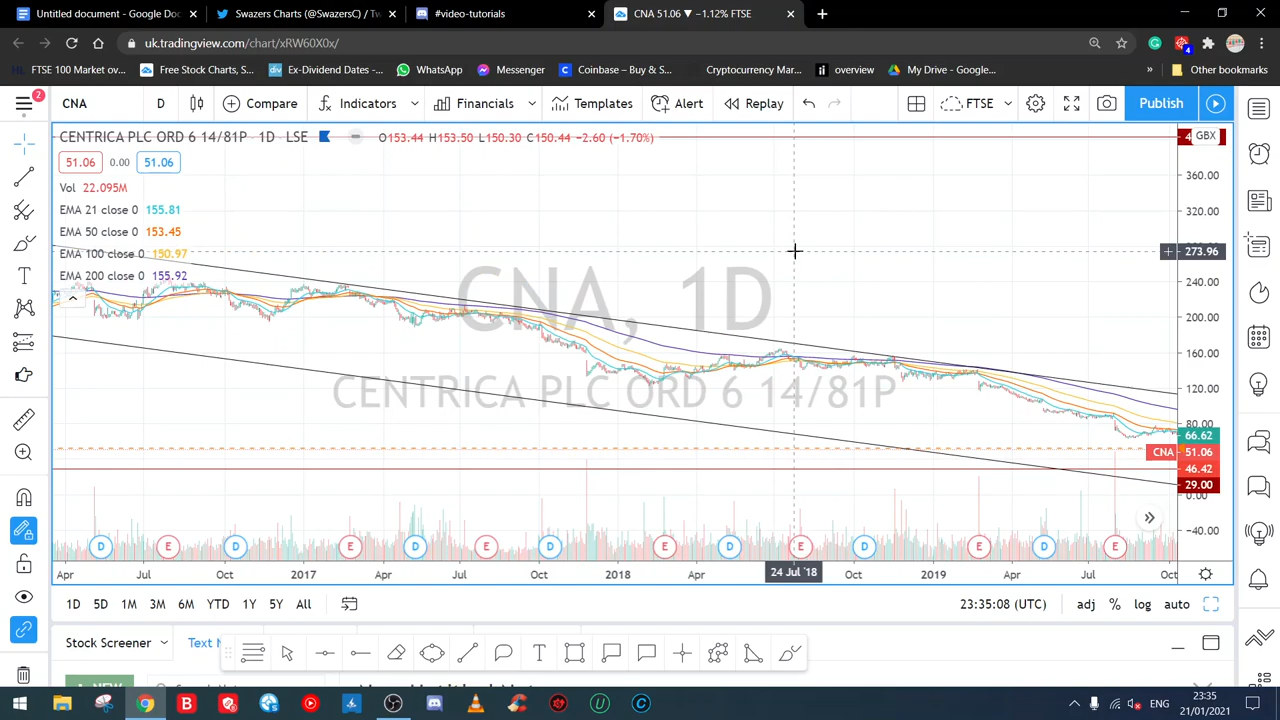 Untitled document - Google Doc
Swazers Charts (@SwazersC) / Tw
#video-tutorials
CNA 51.06 ▼ −1.12% FTSE
uk.tradingview.com/chart/xRW60X0x/
4
FTSE 100 Market ov...
Free Stock Charts, S...
Ex-Dividend Dates -...
WhatsApp
Messenger
Coinbase – Buy & S...
Cryptocurrency Mar...
overview
My Drive - Google...
»
Other bookmarks
2
CNA
D
Compare
Indicators
Financials
Templates
Alert
Replay
FTSE
Publish
CENTRICA PLC ORD 6 14/81P · 1D · LSE
O153.44 H153.50 L150.30 C150.44 −2.60 (−1.70%)
GBX
51.06 0.00 51.06
Vol 22.095M
EMA 21 close 0 155.81
EMA 50 close 0 153.45
EMA 100 close 0 150.97
EMA 200 close 0 155.92
CNA, 1D
CENTRICA PLC ORD 6 14/81P
360.00
320.00
273.96
240.00
200.00
160.00
120.00
80.00
66.62
CNA 51.06
46.42
29.00
0.00
−40.00
D E D E D E D E D E D E D E
Apr Jul Oct 2017 Apr Jul Oct 2018 Apr 24 Jul '18 Oct 2019 Apr Jul Oct
1D 5D 1M 3M 6M YTD 1Y 5Y All
23:35:08 (UTC) adj % log auto
Stock Screener
Text N
NEW
23:35
ENG
21/01/2021